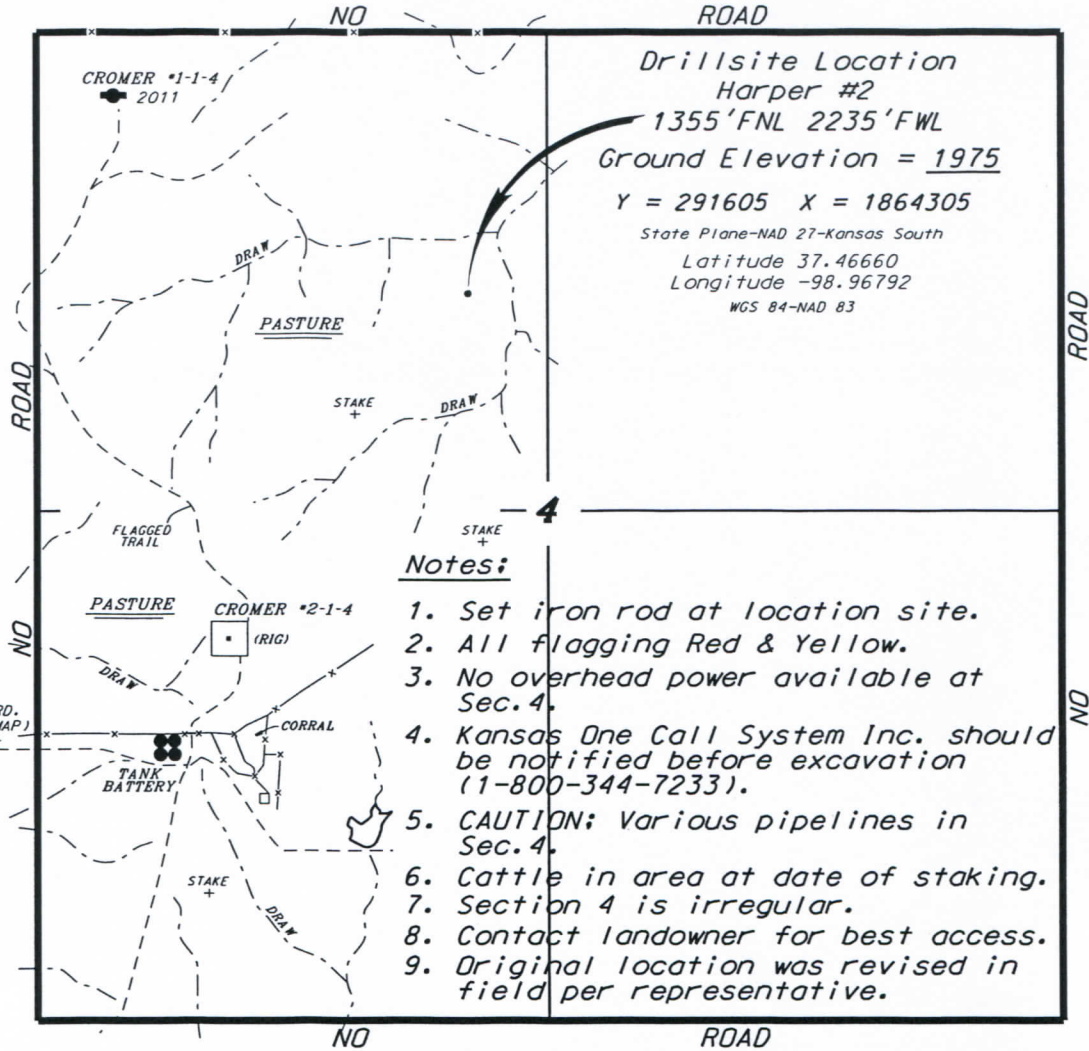 NO ROAD
CROMER #1-1-4
2011
Drillsite Location
Harper #2
1355'FNL 2235'FWL
Ground Elevation = 1975
Y = 291605 X = 1864305
State Plane-NAD 27-Kansas South
Latitude 37.46660
Longitude -98.96792
WGS 84-NAD 83
DRAW
PASTURE
ROAD
ROAD
STAKE
DRAW
4
FLAGGED
TRAIL
STAKE
PASTURE
CROMER #2-1-4
(RIG)
NO
NO
DRAW
RD.
MAP)
CORRAL
TANK
BATTERY
STAKE
DRAW
Notes:
1. Set iron rod at location site.
2. All flagging Red & Yellow.
3. No overhead power available at
Sec.4.
4. Kansas One Call System Inc. should
be notified before excavation
(1-800-344-7233).
5. CAUTION: Various pipelines in
Sec.4.
6. Cattle in area at date of staking.
7. Section 4 is irregular.
8. Contact landowner for best access.
9. Original location was revised in
field per representative.
NO ROAD